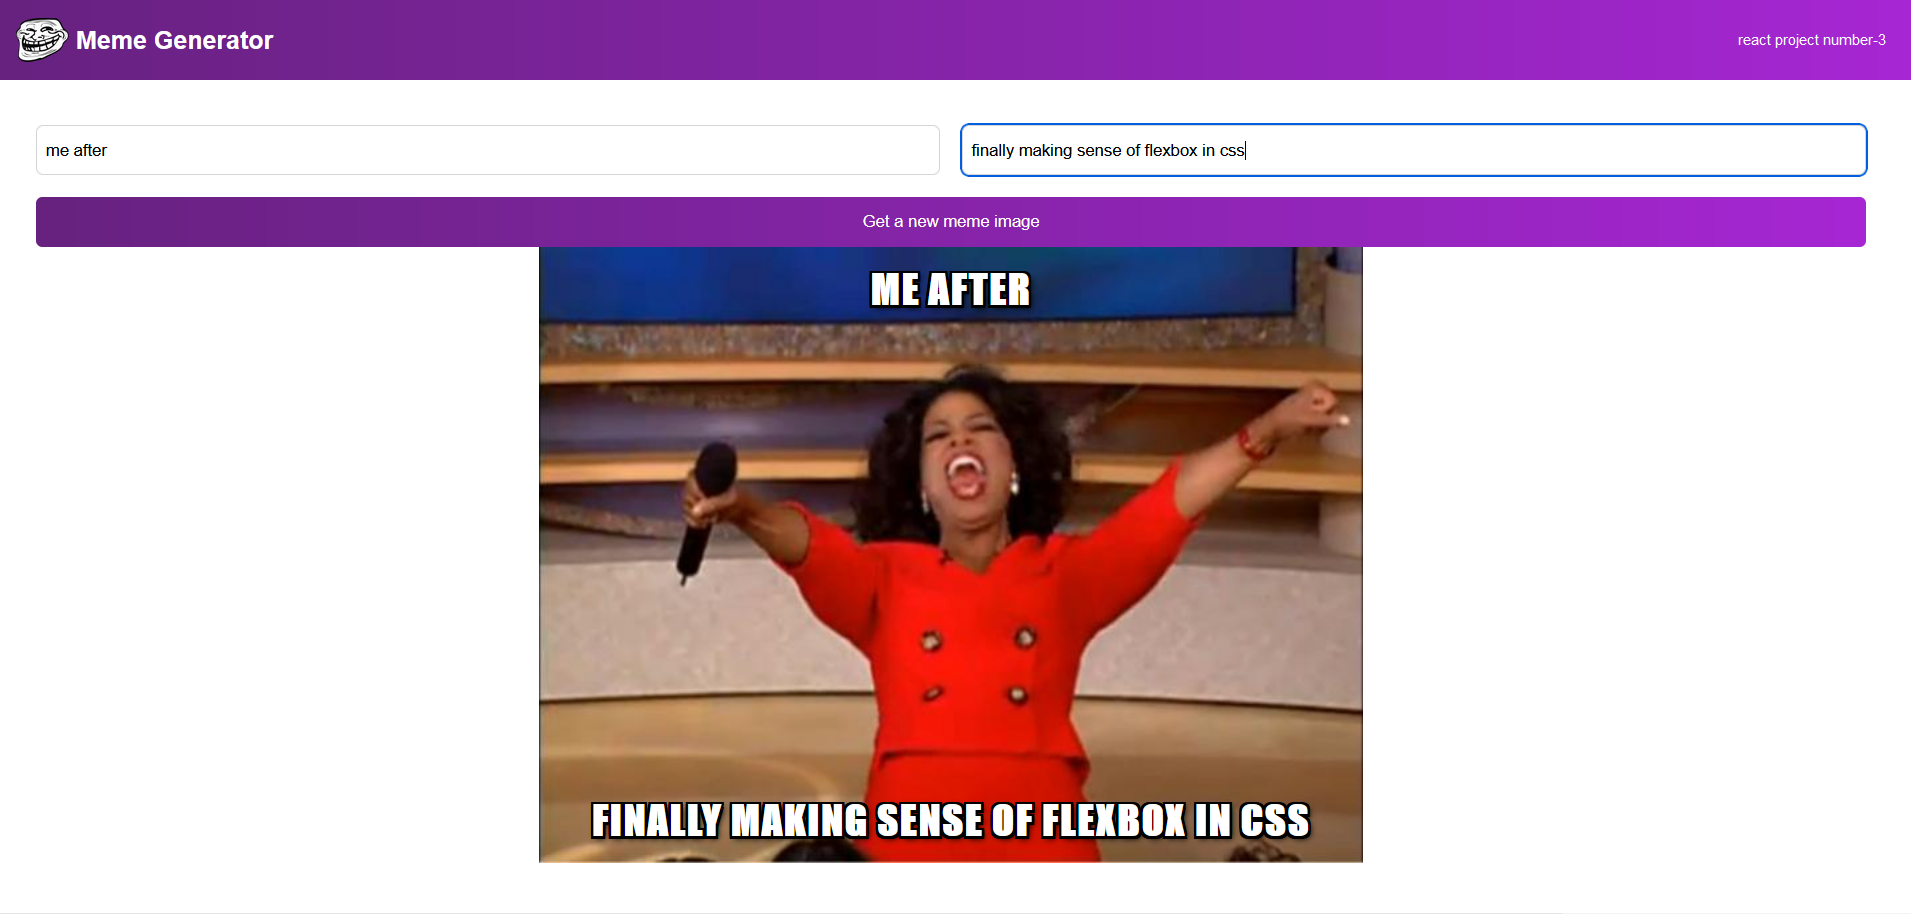 Meme Generator
react project number-3
me after
finally making sense of flexbox in css
Get a new meme image
ME AFTER
FINALLY MAKING SENSE OF FLEXBOX IN CSS